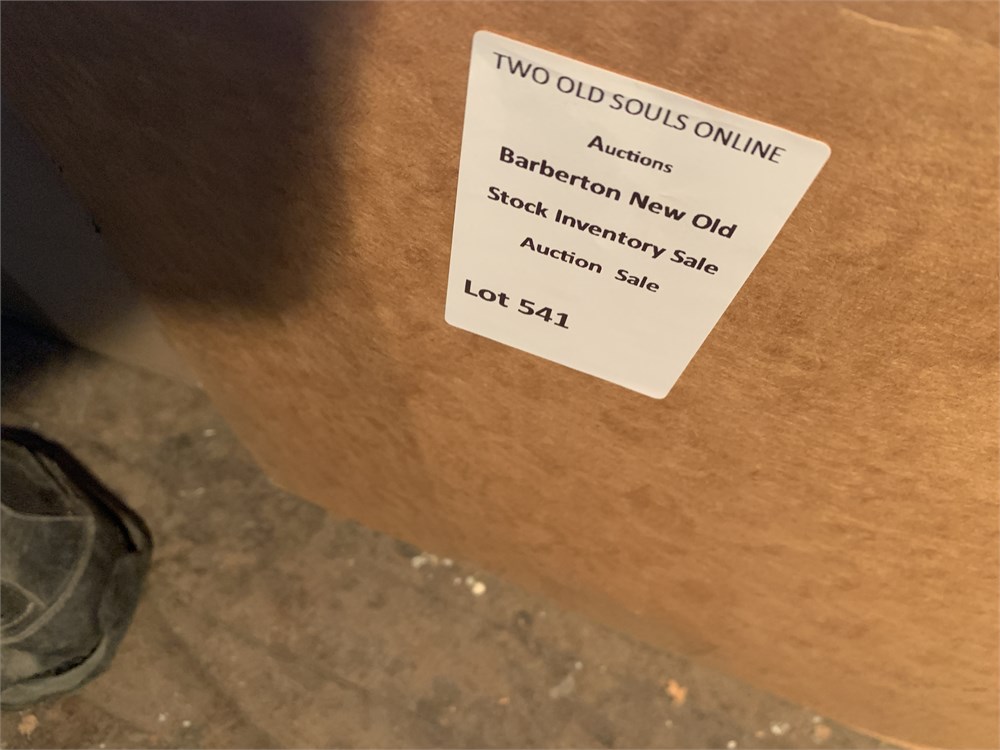 TWO OLD SOULS ONLINE
Auctions
Barberton New Old
Stock Inventory Sale
Auction Sale
Lot 541